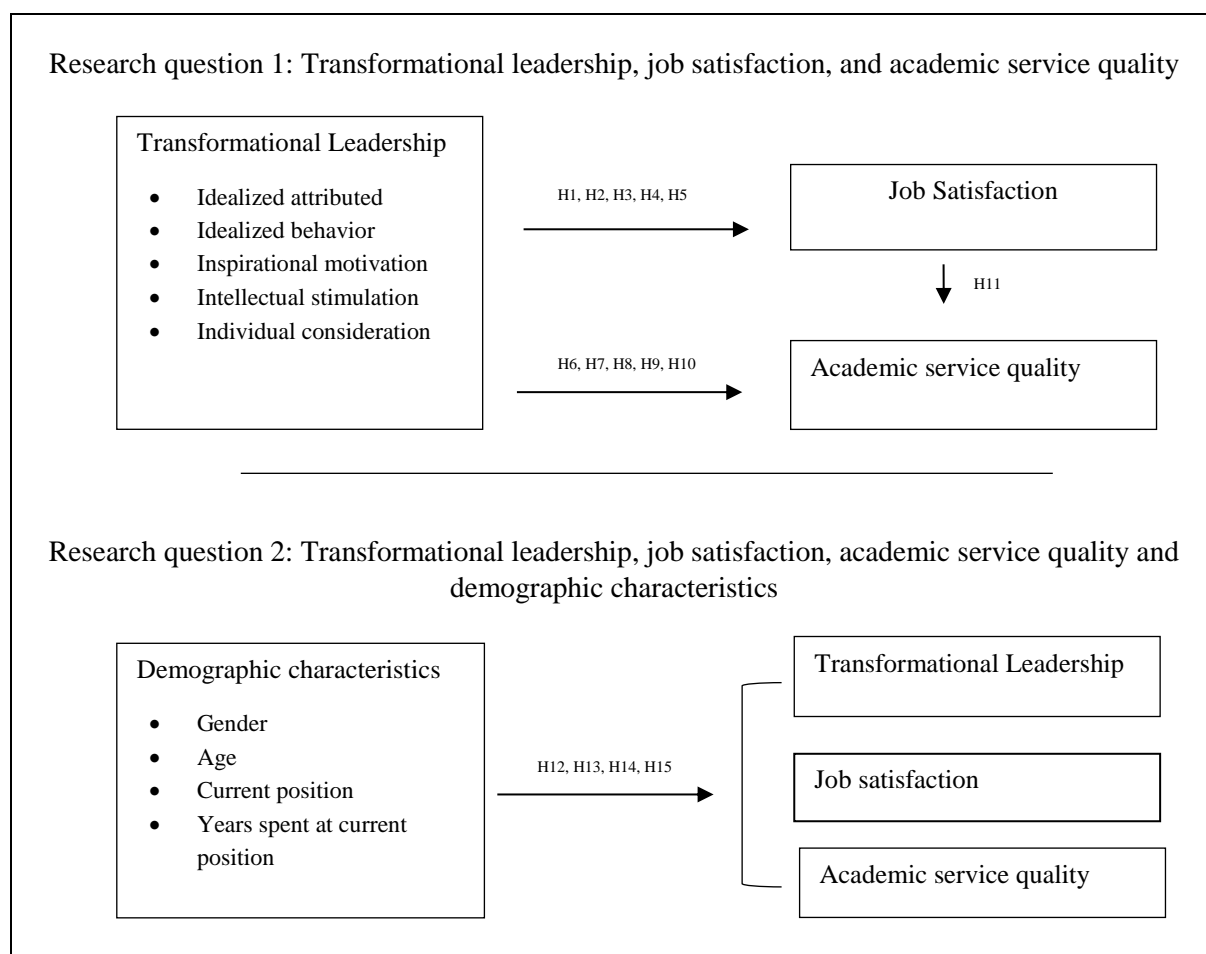 Research question 1: Transformational leadership, job satisfaction, and academic service quality
Transformational Leadership
• Idealized attributed
• Idealized behavior
• Inspirational motivation
• Intellectual stimulation
• Individual consideration
H1, H2, H3, H4, H5
Job Satisfaction
H11
H6, H7, H8, H9, H10
Academic service quality
Research question 2: Transformational leadership, job satisfaction, academic service quality and
demographic characteristics
Demographic characteristics
• Gender
• Age
• Current position
• Years spent at current
position
H12, H13, H14, H15
Transformational Leadership
Job satisfaction
Academic service quality